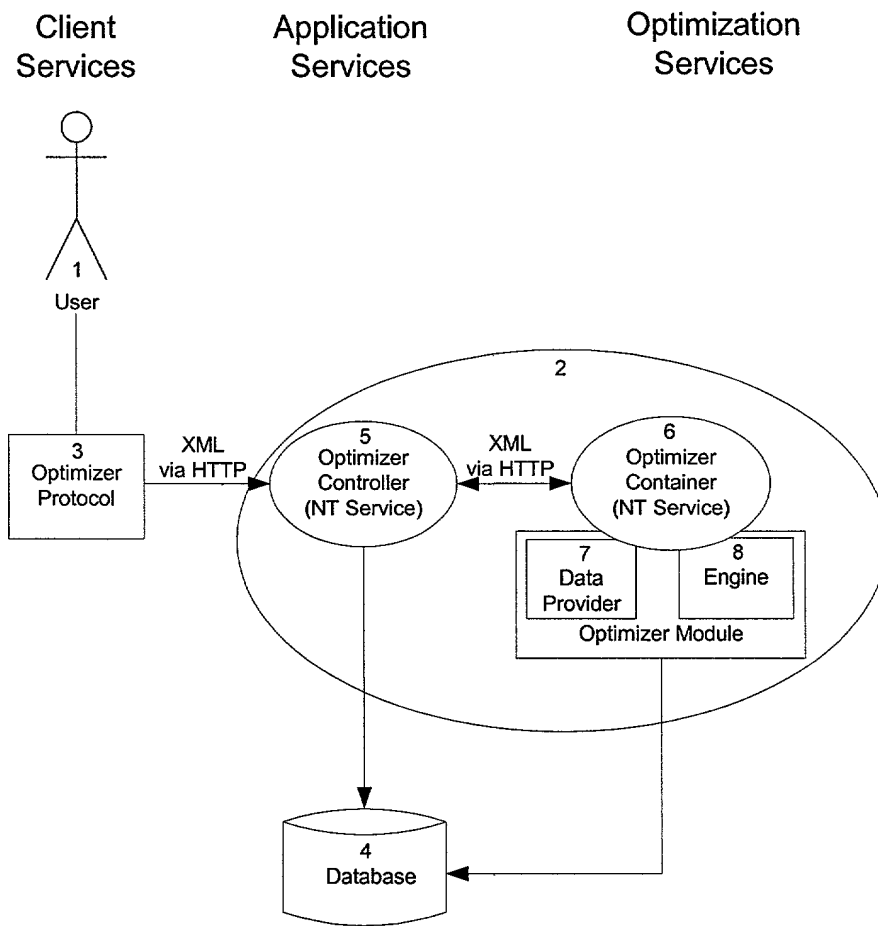 Client
Services
Application
Services
Optimization
Services
1
User
2
3
Optimizer
Protocol
XML
via HTTP
5
Optimizer
Controller
(NT Service)
XML
via HTTP
6
Optimizer
Container
(NT Service)
7
Data
Provider
8
Engine
Optimizer Module
4
Database